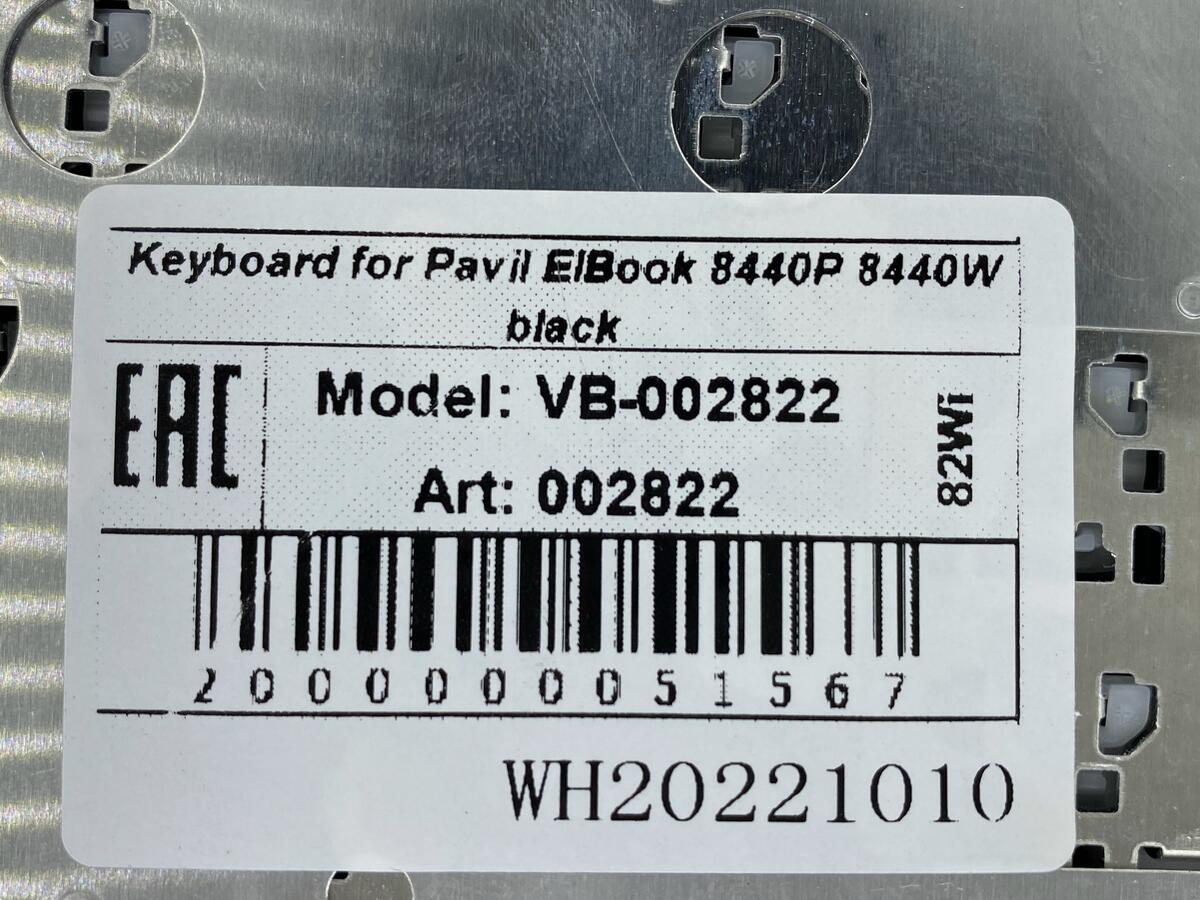 Keyboard for Pavil ElBook 8440P 8440W
black
EAC
Model: VB-002822
82Wi
Art: 002822
2000000051567
WH20221010